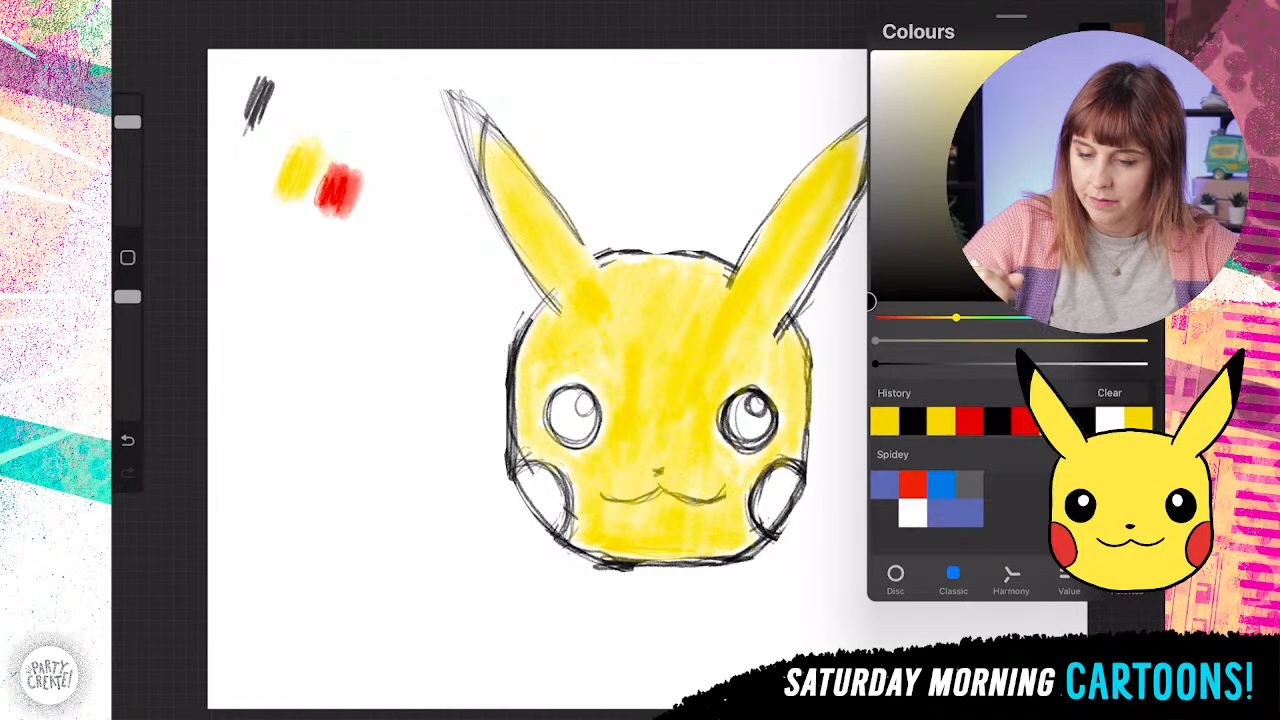 Colours
History
Clear
Spidey
Disc
Classic
Harmony
Value
PARTY
CREATE!
SATURDAY MORNING CARTOONS!